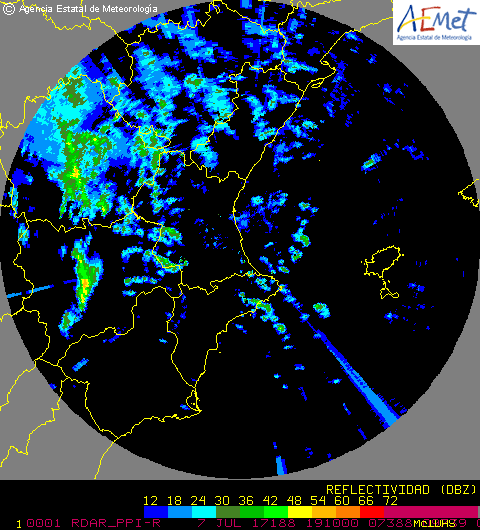 © Agencia Estatal de Meteorología
AEMet
Agencia Estatal de Meteorología
REFLECTIVIDAD (DBZ)
12 18 24 30 36 42 48 54 60 66 72
1 0001 RDAR_PPI-R 7 JUL 17188 191000 07388